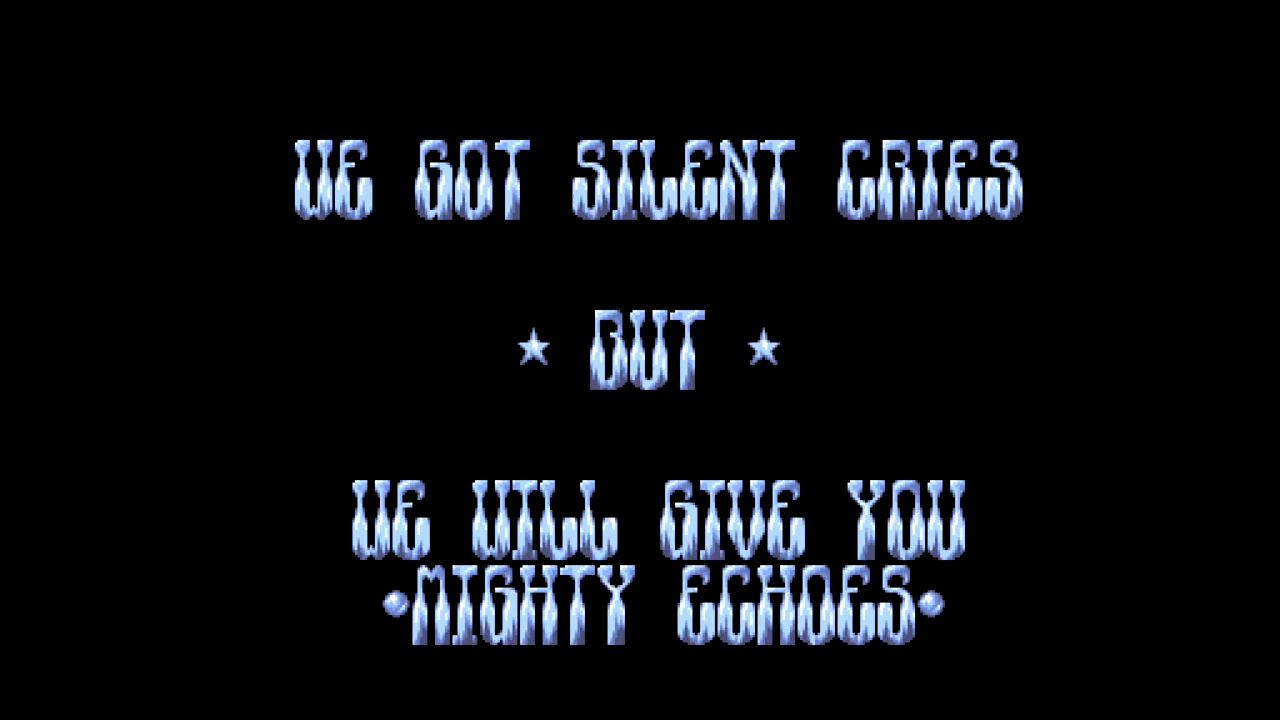 WE GOT SILENT CRIES
★ BUT ★
WE WILL GIVE YOU
•MIGHTY ECHOES•